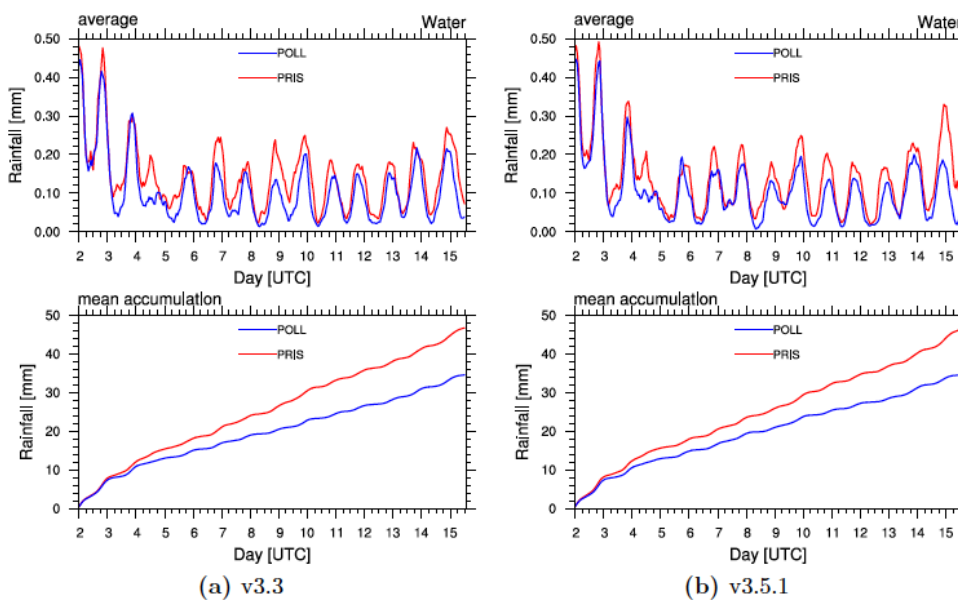 average Water
Rainfall [mm]
0.50
0.40
0.30
0.20
0.10
0.00
POLL
PRIS
2 3 4 5 6 7 8 9 10 11 12 13 14 15
Day [UTC]
mean accumulation
Rainfall [mm]
50
40
30
20
10
0
POLL
PRIS
2 3 4 5 6 7 8 9 10 11 12 13 14 15
Day [UTC]
(a) v3.3
average Water
Rainfall [mm]
0.50
0.40
0.30
0.20
0.10
0.00
POLL
PRIS
2 3 4 5 6 7 8 9 10 11 12 13 14 15
Day [UTC]
mean accumulation
Rainfall [mm]
50
40
30
20
10
0
POLL
PRIS
2 3 4 5 6 7 8 9 10 11 12 13 14 15
Day [UTC]
(b) v3.5.1